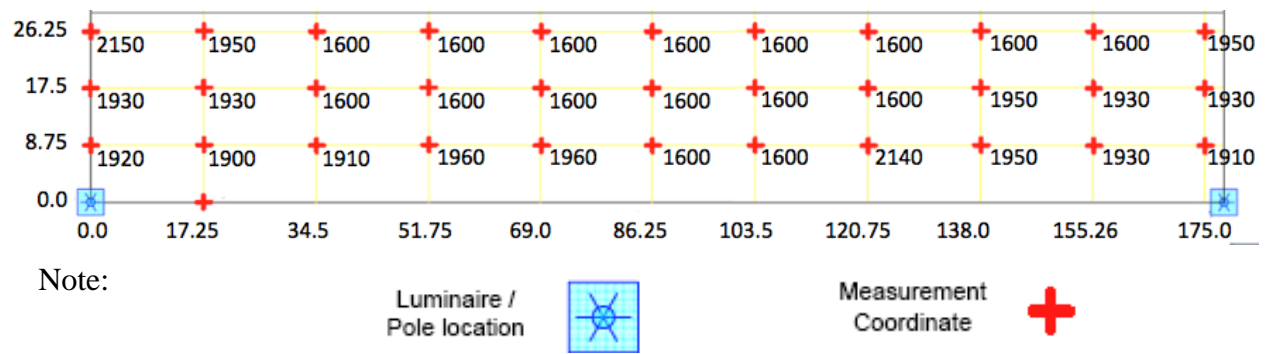 26.25 2150 1950 1600 1600 1600 1600 1600 1600 1600 1600 1950
17.5 1930 1930 1600 1600 1600 1600 1600 1600 1950 1930 1930
8.75 1920 1900 1910 1960 1960 1600 1600 2140 1950 1930 1910
0.0
0.0 17.25 34.5 51.75 69.0 86.25 103.5 120.75 138.0 155.26 175.0
Note:
Luminaire /
Pole location
Measurement
Coordinate